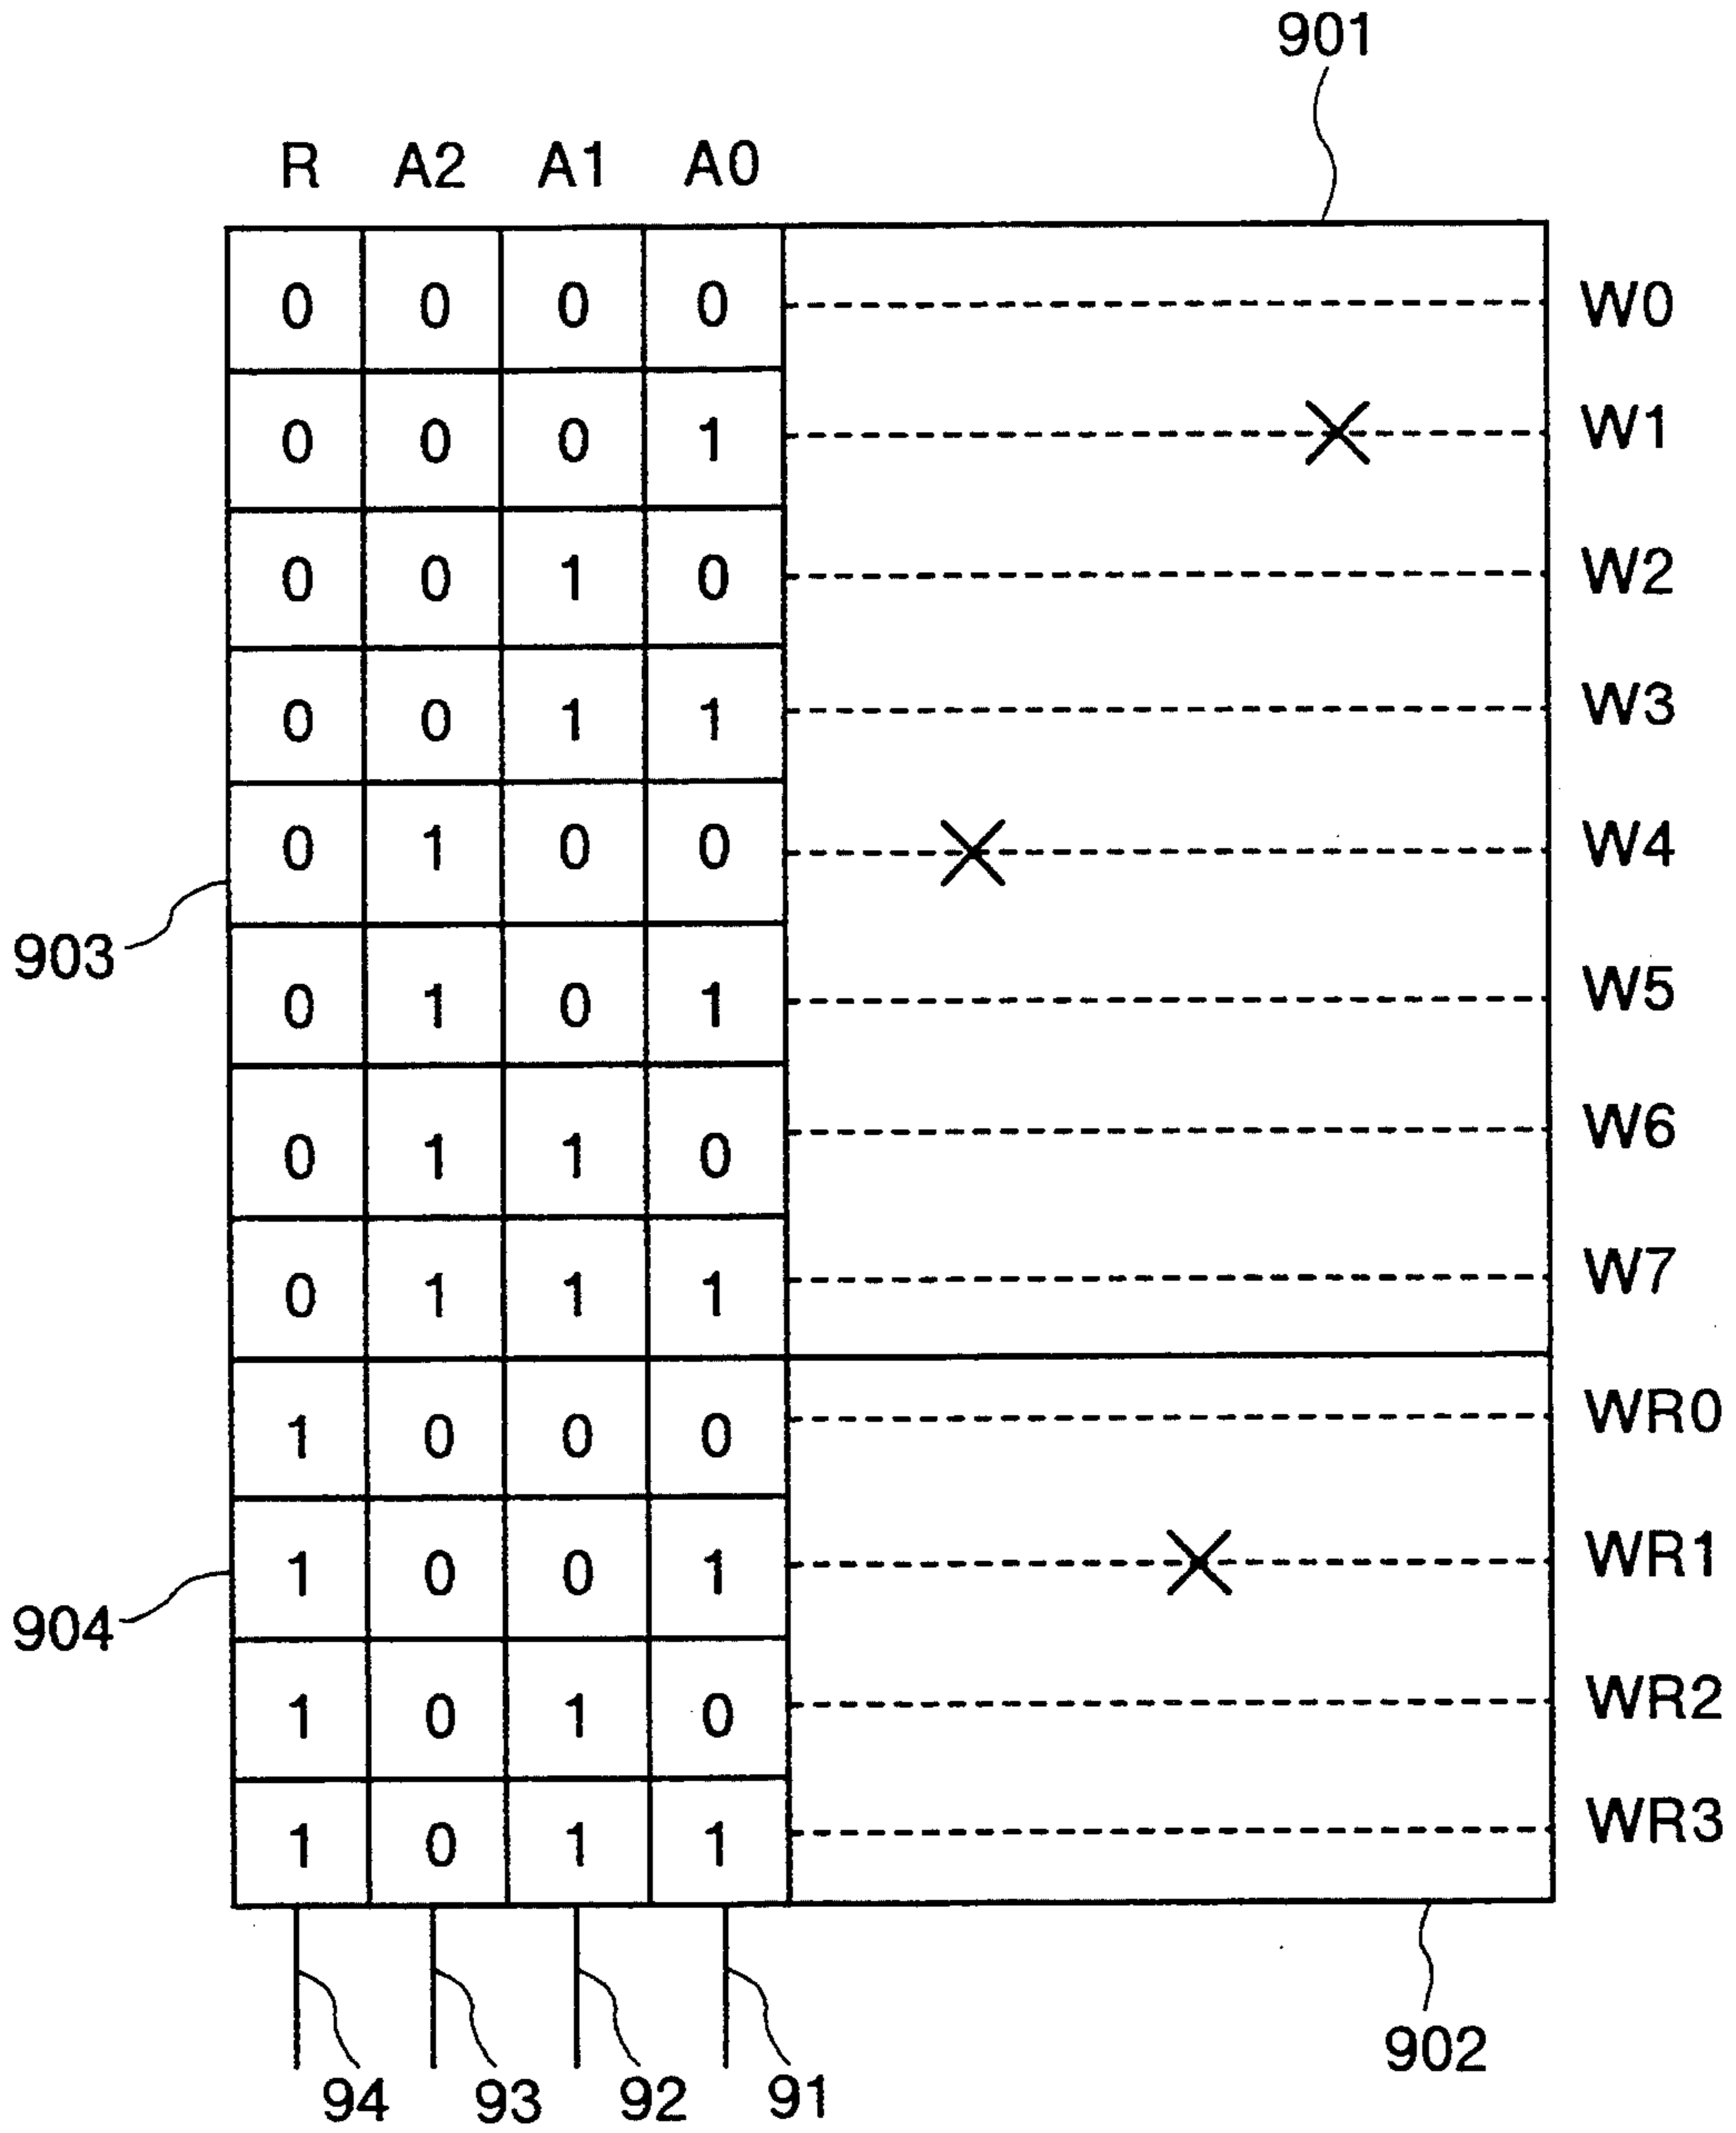 901
R A2 A1 A0
0 0 0 0 W0
0 0 0 1 W1
0 0 1 0 W2
0 0 1 1 W3
0 1 0 0 W4
903
0 1 0 1 W5
0 1 1 0 W6
0 1 1 1 W7
1 0 0 0 WR0
1 0 0 1 WR1
904
1 0 1 0 WR2
1 0 1 1 WR3
902
94 93 92 91